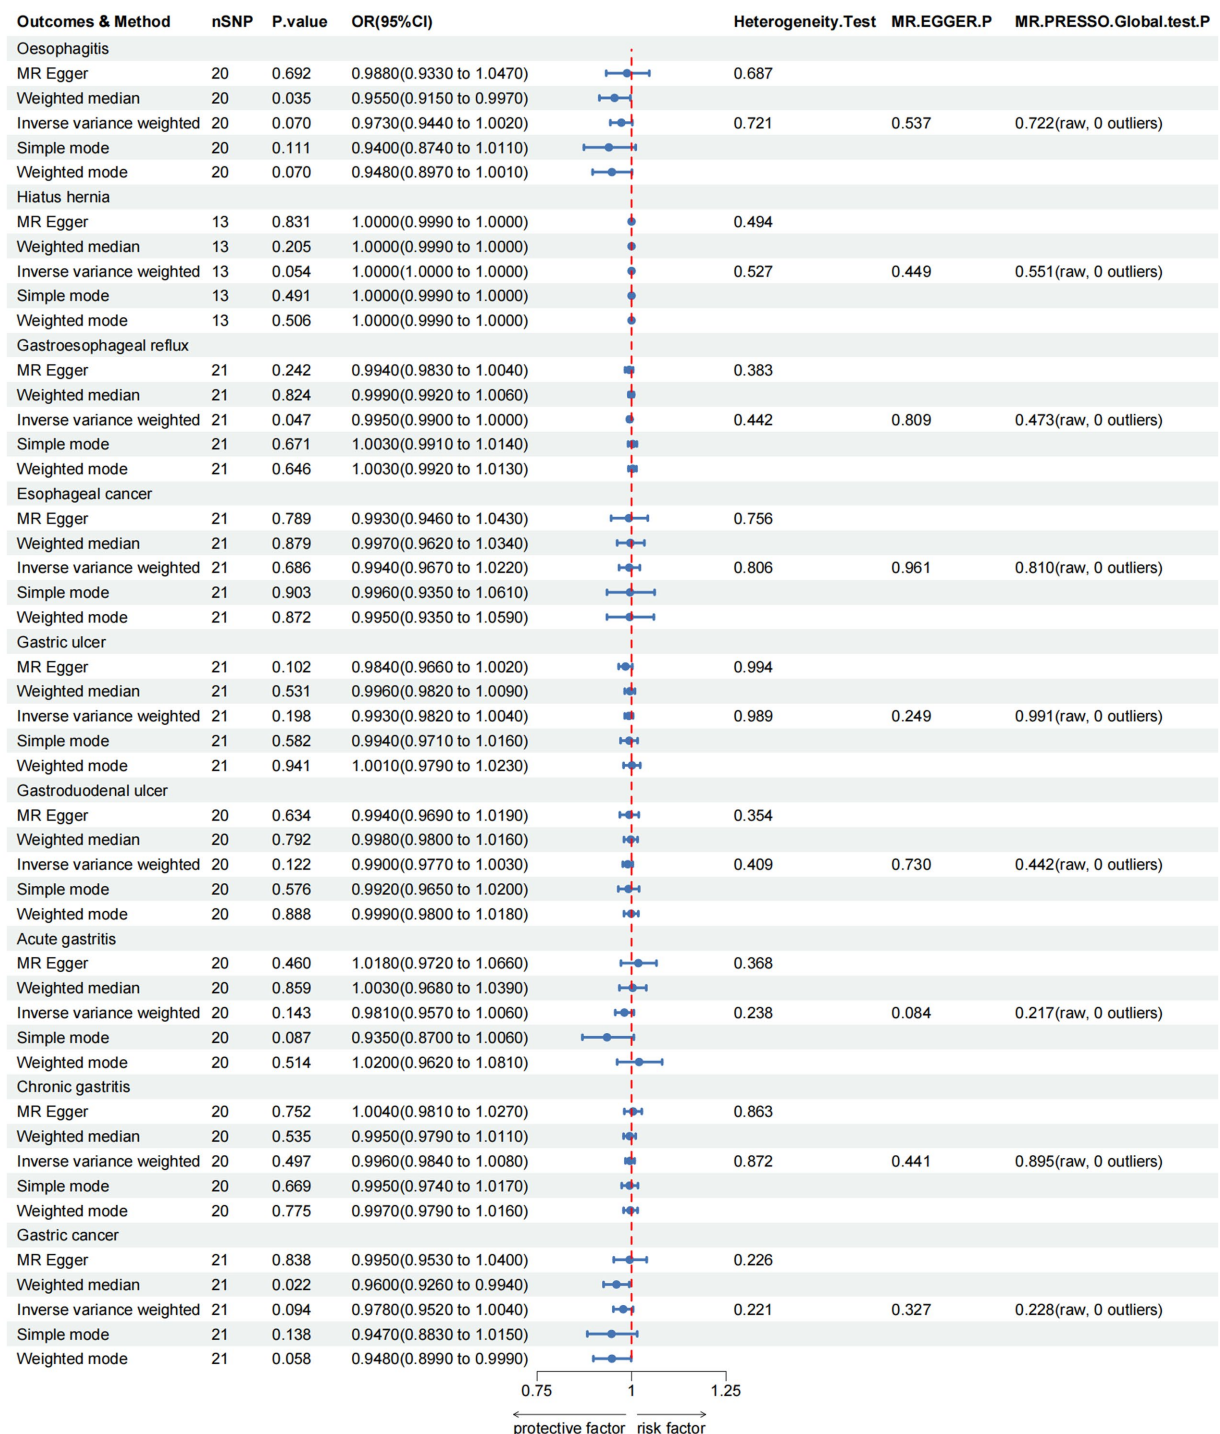 Outcomes & Method nSNP P.value OR(95%CI) Heterogeneity.Test MR.EGGER.P MR.PRESSO.Global.test.P
Oesophagitis
MR Egger 20 0.692 0.9880(0.9330 to 1.0470) 0.687
Weighted median 20 0.035 0.9550(0.9150 to 0.9970)
Inverse variance weighted 20 0.070 0.9730(0.9440 to 1.0020) 0.721 0.537 0.722(raw, 0 outliers)
Simple mode 20 0.111 0.9400(0.8740 to 1.0110)
Weighted mode 20 0.070 0.9480(0.8970 to 1.0010)
Hiatus hernia
MR Egger 13 0.831 1.0000(0.9990 to 1.0000) 0.494
Weighted median 13 0.205 1.0000(0.9990 to 1.0000)
Inverse variance weighted 13 0.054 1.0000(1.0000 to 1.0000) 0.527 0.449 0.551(raw, 0 outliers)
Simple mode 13 0.491 1.0000(0.9990 to 1.0000)
Weighted mode 13 0.506 1.0000(0.9990 to 1.0000)
Gastroesophageal reflux
MR Egger 21 0.242 0.9940(0.9830 to 1.0040) 0.383
Weighted median 21 0.824 0.9990(0.9920 to 1.0060)
Inverse variance weighted 21 0.047 0.9950(0.9900 to 1.0000) 0.442 0.809 0.473(raw, 0 outliers)
Simple mode 21 0.671 1.0030(0.9910 to 1.0140)
Weighted mode 21 0.646 1.0030(0.9920 to 1.0130)
Esophageal cancer
MR Egger 21 0.789 0.9930(0.9460 to 1.0430) 0.756
Weighted median 21 0.879 0.9970(0.9620 to 1.0340)
Inverse variance weighted 21 0.686 0.9940(0.9670 to 1.0220) 0.806 0.961 0.810(raw, 0 outliers)
Simple mode 21 0.903 0.9960(0.9350 to 1.0610)
Weighted mode 21 0.872 0.9950(0.9350 to 1.0590)
Gastric ulcer
MR Egger 21 0.102 0.9840(0.9660 to 1.0020) 0.994
Weighted median 21 0.531 0.9960(0.9820 to 1.0090)
Inverse variance weighted 21 0.198 0.9930(0.9820 to 1.0040) 0.989 0.249 0.991(raw, 0 outliers)
Simple mode 21 0.582 0.9940(0.9710 to 1.0160)
Weighted mode 21 0.941 1.0010(0.9790 to 1.0230)
Gastroduodenal ulcer
MR Egger 20 0.634 0.9940(0.9690 to 1.0190) 0.354
Weighted median 20 0.792 0.9980(0.9800 to 1.0160)
Inverse variance weighted 20 0.122 0.9900(0.9770 to 1.0030) 0.409 0.730 0.442(raw, 0 outliers)
Simple mode 20 0.576 0.9920(0.9650 to 1.0200)
Weighted mode 20 0.888 0.9990(0.9800 to 1.0180)
Acute gastritis
MR Egger 20 0.460 1.0180(0.9720 to 1.0660) 0.368
Weighted median 20 0.859 1.0030(0.9680 to 1.0390)
Inverse variance weighted 20 0.143 0.9810(0.9570 to 1.0060) 0.238 0.084 0.217(raw, 0 outliers)
Simple mode 20 0.087 0.9350(0.8700 to 1.0060)
Weighted mode 20 0.514 1.0200(0.9620 to 1.0810)
Chronic gastritis
MR Egger 20 0.752 1.0040(0.9810 to 1.0270) 0.863
Weighted median 20 0.535 0.9950(0.9790 to 1.0110)
Inverse variance weighted 20 0.497 0.9960(0.9840 to 1.0080) 0.872 0.441 0.895(raw, 0 outliers)
Simple mode 20 0.669 0.9950(0.9740 to 1.0170)
Weighted mode 20 0.775 0.9970(0.9790 to 1.0160)
Gastric cancer
MR Egger 21 0.838 0.9950(0.9530 to 1.0400) 0.226
Weighted median 21 0.022 0.9600(0.9260 to 0.9940)
Inverse variance weighted 21 0.094 0.9780(0.9520 to 1.0040) 0.221 0.327 0.228(raw, 0 outliers)
Simple mode 21 0.138 0.9470(0.8830 to 1.0150)
Weighted mode 21 0.058 0.9480(0.8990 to 0.9990)
0.75 1 1.25
protective factor risk factor